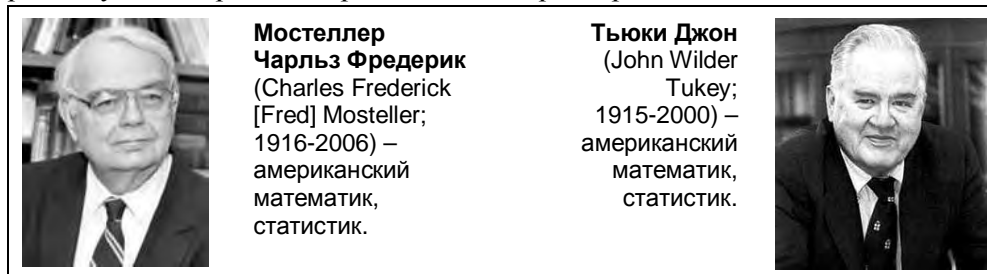 Мостеллер
Чарльз Фредерик
(Charles Frederick
[Fred] Mosteller;
1916-2006) –
американский
математик,
статистик.
Тьюки Джон
(John Wilder
Tukey;
1915-2000) –
американский
математик,
статистик.